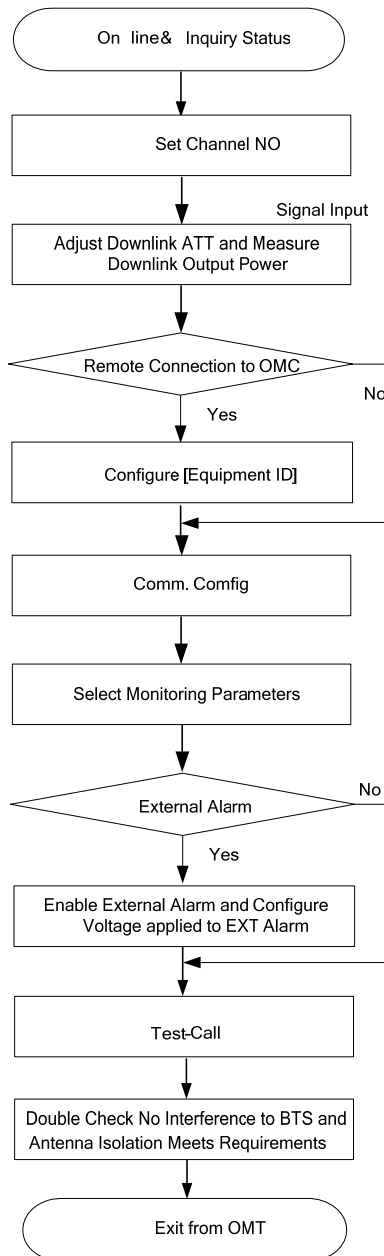 On line& Inquiry Status
Set Channel NO
Signal Input
Adjust Downlink ATT and Measure
Downlink Output Power
Remote Connection to OMC
No
Yes
Configure [Equipment ID]
Comm. Comfig
Select Monitoring Parameters
External Alarm
No
Yes
Enable External Alarm and Configure
Voltage applied to EXT Alarm
Test-Call
Double Check No Interference to BTS and
Antenna Isolation Meets Requirements
Exit from OMT